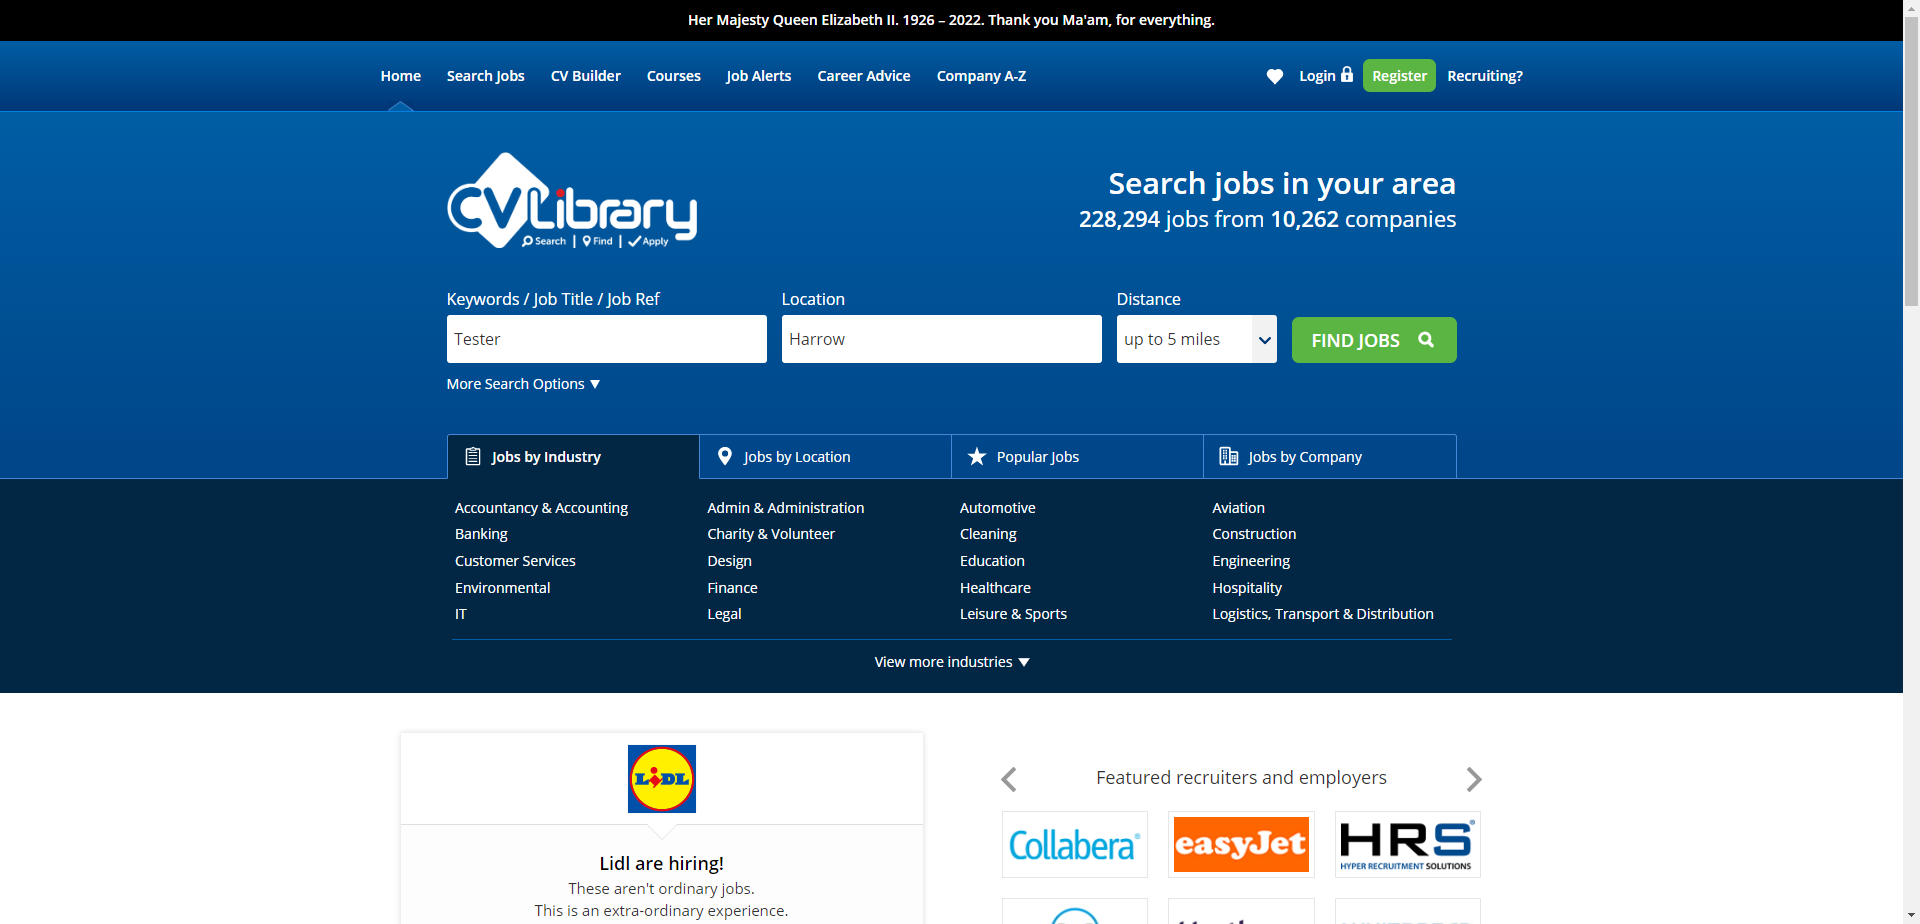 Her Majesty Queen Elizabeth II. 1926 – 2022. Thank you Ma'am, for everything.
Home Search Jobs CV Builder Courses Job Alerts Career Advice Company A-Z Login Register Recruiting?
CVLibrary
Search | Find | Apply
Search jobs in your area
228,294 jobs from 10,262 companies
Keywords / Job Title / Job Ref Location Distance
Tester Harrow up to 5 miles FIND JOBS
More Search Options
Jobs by Industry Jobs by Location Popular Jobs Jobs by Company
Accountancy & Accounting Admin & Administration Automotive Aviation
Banking Charity & Volunteer Cleaning Construction
Customer Services Design Education Engineering
Environmental Finance Healthcare Hospitality
IT Legal Leisure & Sports Logistics, Transport & Distribution
View more industries
LIDL
Lidl are hiring!
These aren't ordinary jobs.
This is an extra-ordinary experience.
Featured recruiters and employers
Collabera® easyJet HRS®
HYPER RECRUITMENT SOLUTIONS